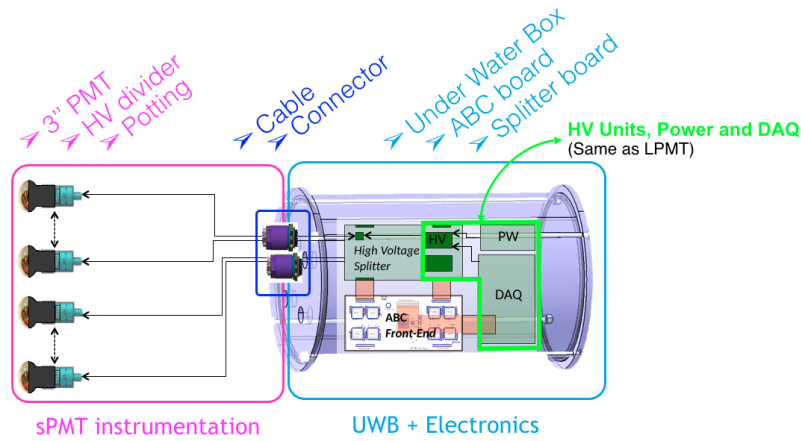 3” PMT
HV divider
Potting
Cable
Connector
Under Water Box
ABC board
Splitter board
HV Units, Power and DAQ
(Same as LPMT)
HV
PW
High Voltage
Splitter
DAQ
ABC
Front-End
sPMT instrumentation
UWB + Electronics